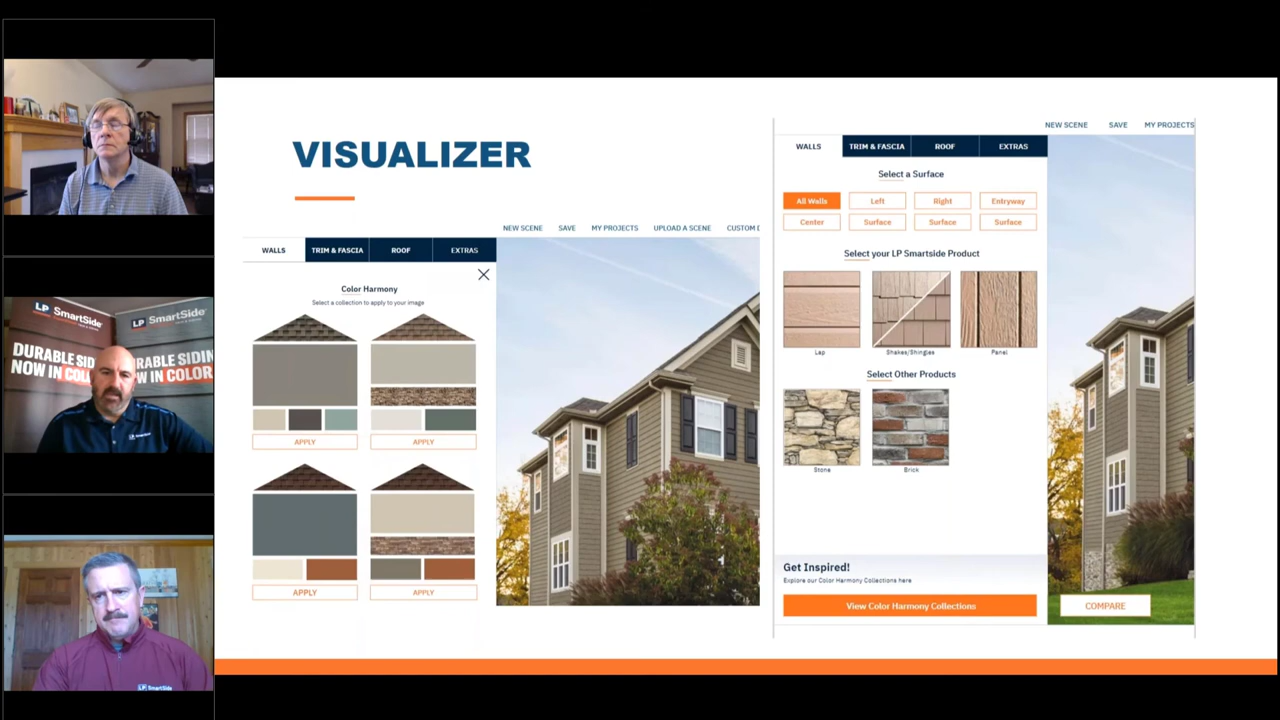 LP SmartSide
LP SmartSide
DURABLE SID
NOW IN COL
RABLE SIDING
W IN COLOR
LP SmartSide
VISUALIZER
NEW SCENE SAVE MY PROJECTS UPLOAD A SCENE CUSTOM D
WALLS TRIM & FASCIA ROOF EXTRAS
Color Harmony
Select a collection to apply to your image
APPLY APPLY
APPLY APPLY
NEW SCENE SAVE MY PROJECTS
WALLS TRIM & FASCIA ROOF EXTRAS
Select a Surface
All Walls Left Right Entryway
Center Surface Surface Surface
Select your LP Smartside Product
Lap Shakes/Shingles Panel
Select Other Products
Stone Brick
Get Inspired!
Explore our Color Harmony Collections here
View Color Harmony Collections
COMPARE